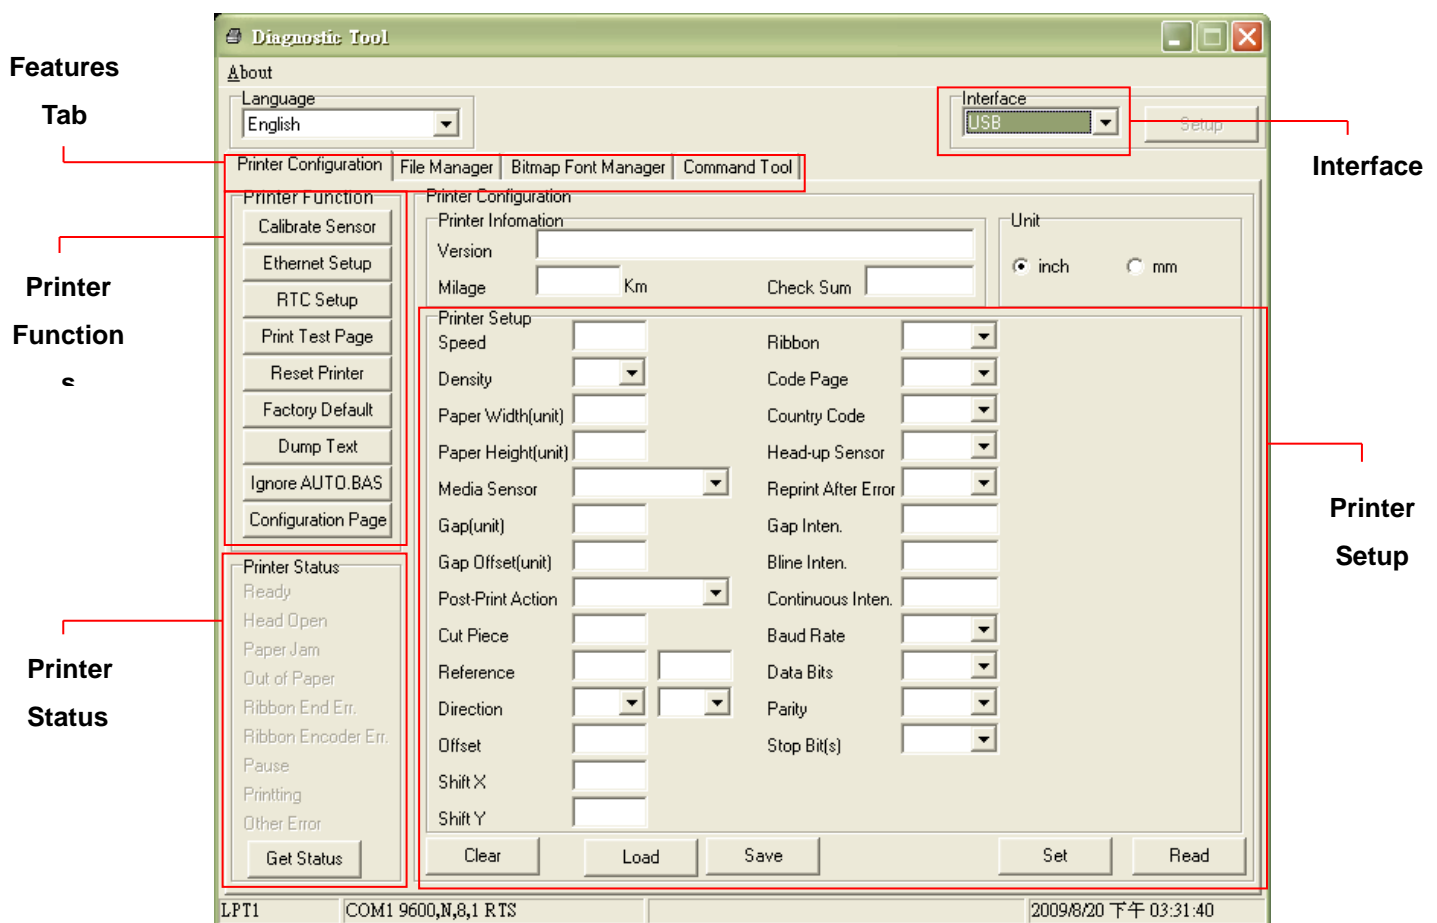 Features
Tab
Printer
Function
s
Printer
Status
Diagnostic Tool
About
Language
English
Interface
USB
Setup
Printer Configuration
File Manager
Bitmap Font Manager
Command Tool
Printer Function
Calibrate Sensor
Ethernet Setup
RTC Setup
Print Test Page
Reset Printer
Factory Default
Dump Text
Ignore AUTO.BAS
Configuration Page
Printer Status
Ready
Head Open
Paper Jam
Out of Paper
Ribbon End Err.
Ribbon Encoder Err.
Pause
Printting
Other Error
Get Status
Printer Configuration
Printer Infomation
Version
Milage
Km
Check Sum
Unit
inch
mm
Printer Setup
Speed
Density
Paper Width(unit)
Paper Height(unit)
Media Sensor
Gap(unit)
Gap Offset(unit)
Post-Print Action
Cut Piece
Reference
Direction
Offset
Shift X
Shift Y
Ribbon
Code Page
Country Code
Head-up Sensor
Reprint After Error
Gap Inten.
Bline Inten.
Continuous Inten.
Baud Rate
Data Bits
Parity
Stop Bit(s)
Clear
Load
Save
Set
Read
LPT1
COM1 9600,N,8,1 RTS
2009/8/20 下午 03:31:40
Interface
Printer
Setup